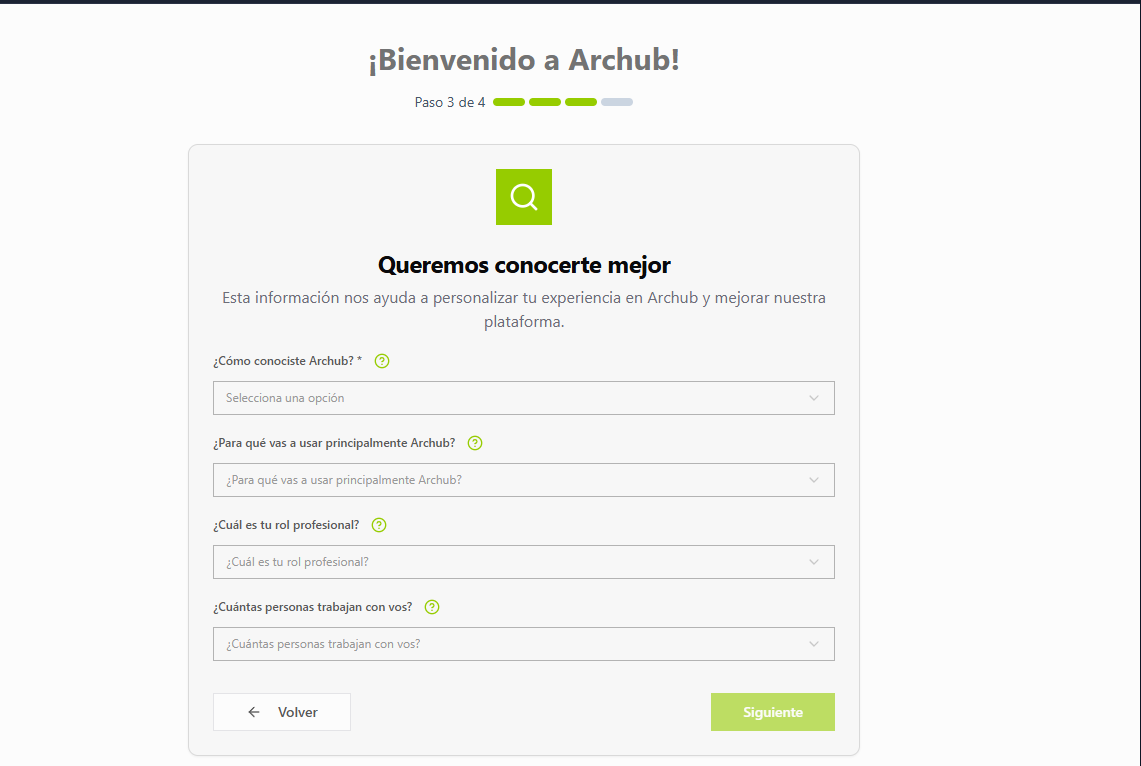 ¡Bienvenido a Archub!
Paso 3 de 4
Queremos conocerte mejor
Esta información nos ayuda a personalizar tu experiencia en Archub y mejorar nuestra
plataforma.
¿Cómo conociste Archub? *
Selecciona una opción
¿Para qué vas a usar principalmente Archub?
¿Para qué vas a usar principalmente Archub?
¿Cuál es tu rol profesional?
¿Cuál es tu rol profesional?
¿Cuántas personas trabajan con vos?
¿Cuántas personas trabajan con vos?
Volver
Siguiente